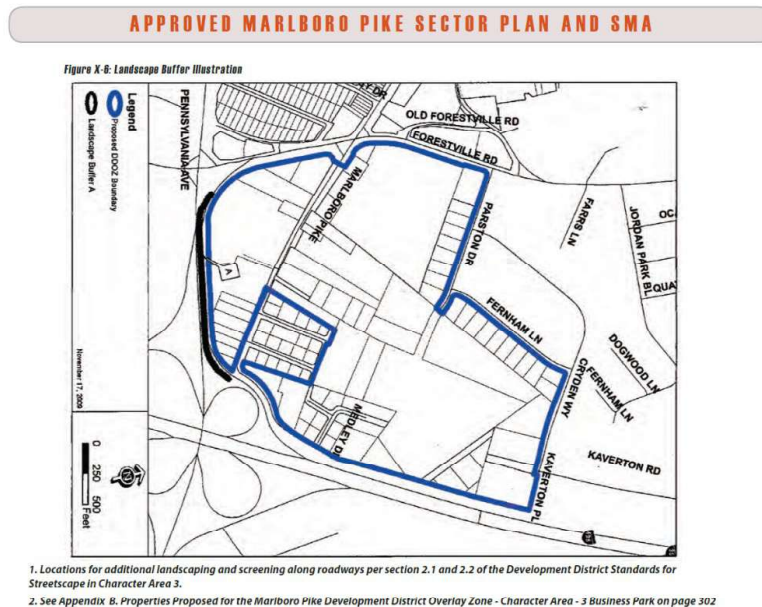 APPROVED MARLBORO PIKE SECTOR PLAN AND SMA
Figure X-6: Landscape Buffer Illustration
Legend
Proposed DDOZ Boundary
Landscape Buffer A
PENNSYLVANIA AVE
OLD FORESTVILLE RD
FORESTVILLE RD
MARLBORO PIKE
PARSTON DR
FARRS LN
JORDAN PARK BL
FERNHAM LN
DOGWOOD LN
FERNHAM LN
CRYDEN WY
KAVERTON RD
KAVERTON PL
A
November 17, 2009
0 250 500
Feet
N
1. Locations for additional landscaping and screening along roadways per section 2.1 and 2.2 of the Development District Standards for
Streetscape in Character Area 3.
2. See Appendix B. Properties Proposed for the Marlboro Pike Development District Overlay Zone - Character Area - 3 Business Park on page 302